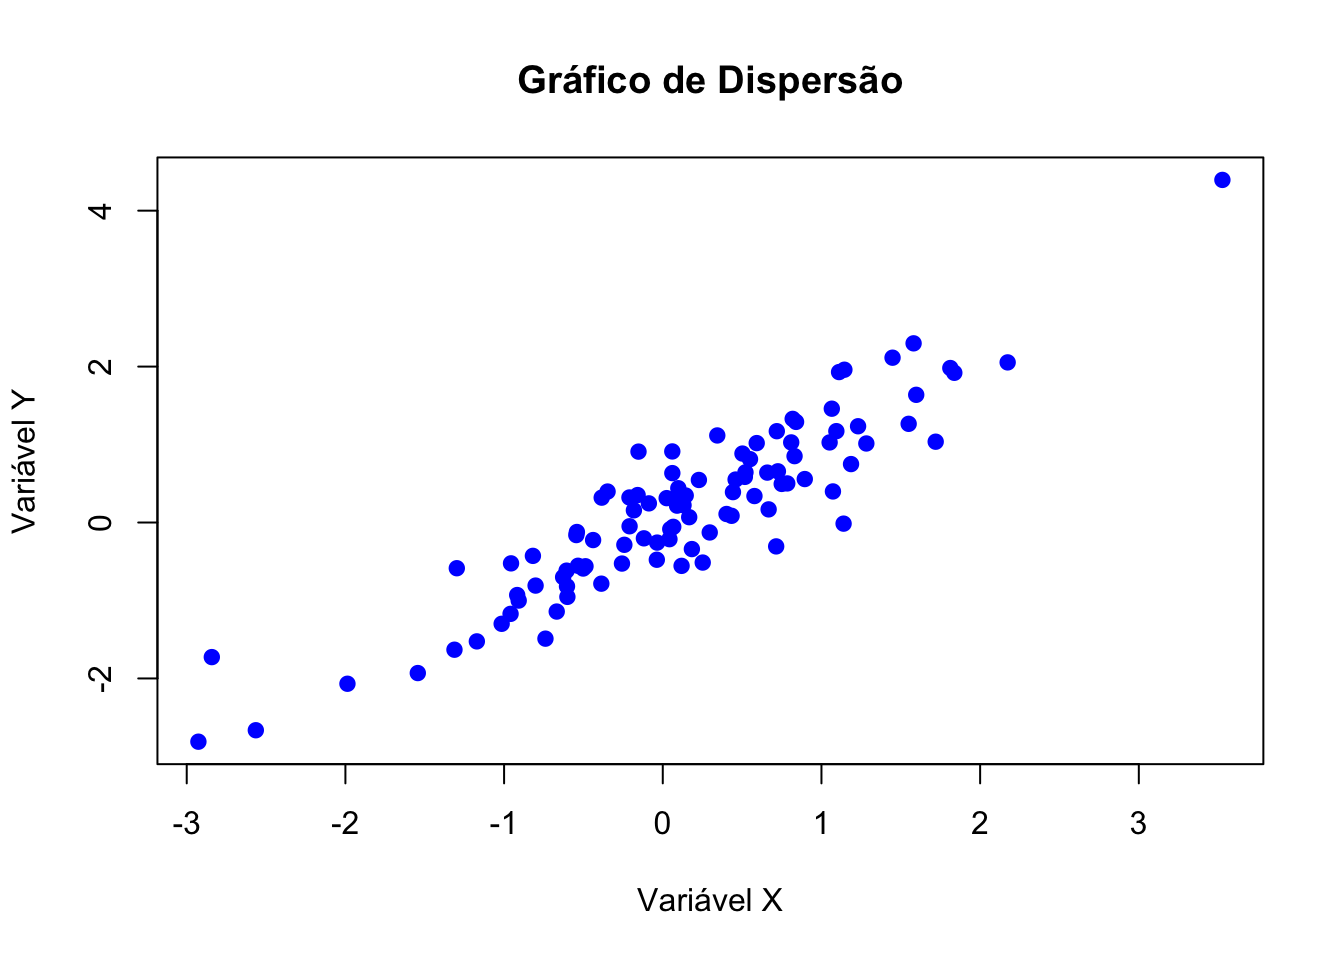 Gráfico de Dispersão
4
2
0
-2
Variável Y
-3 -2 -1 0 1 2 3
Variável X